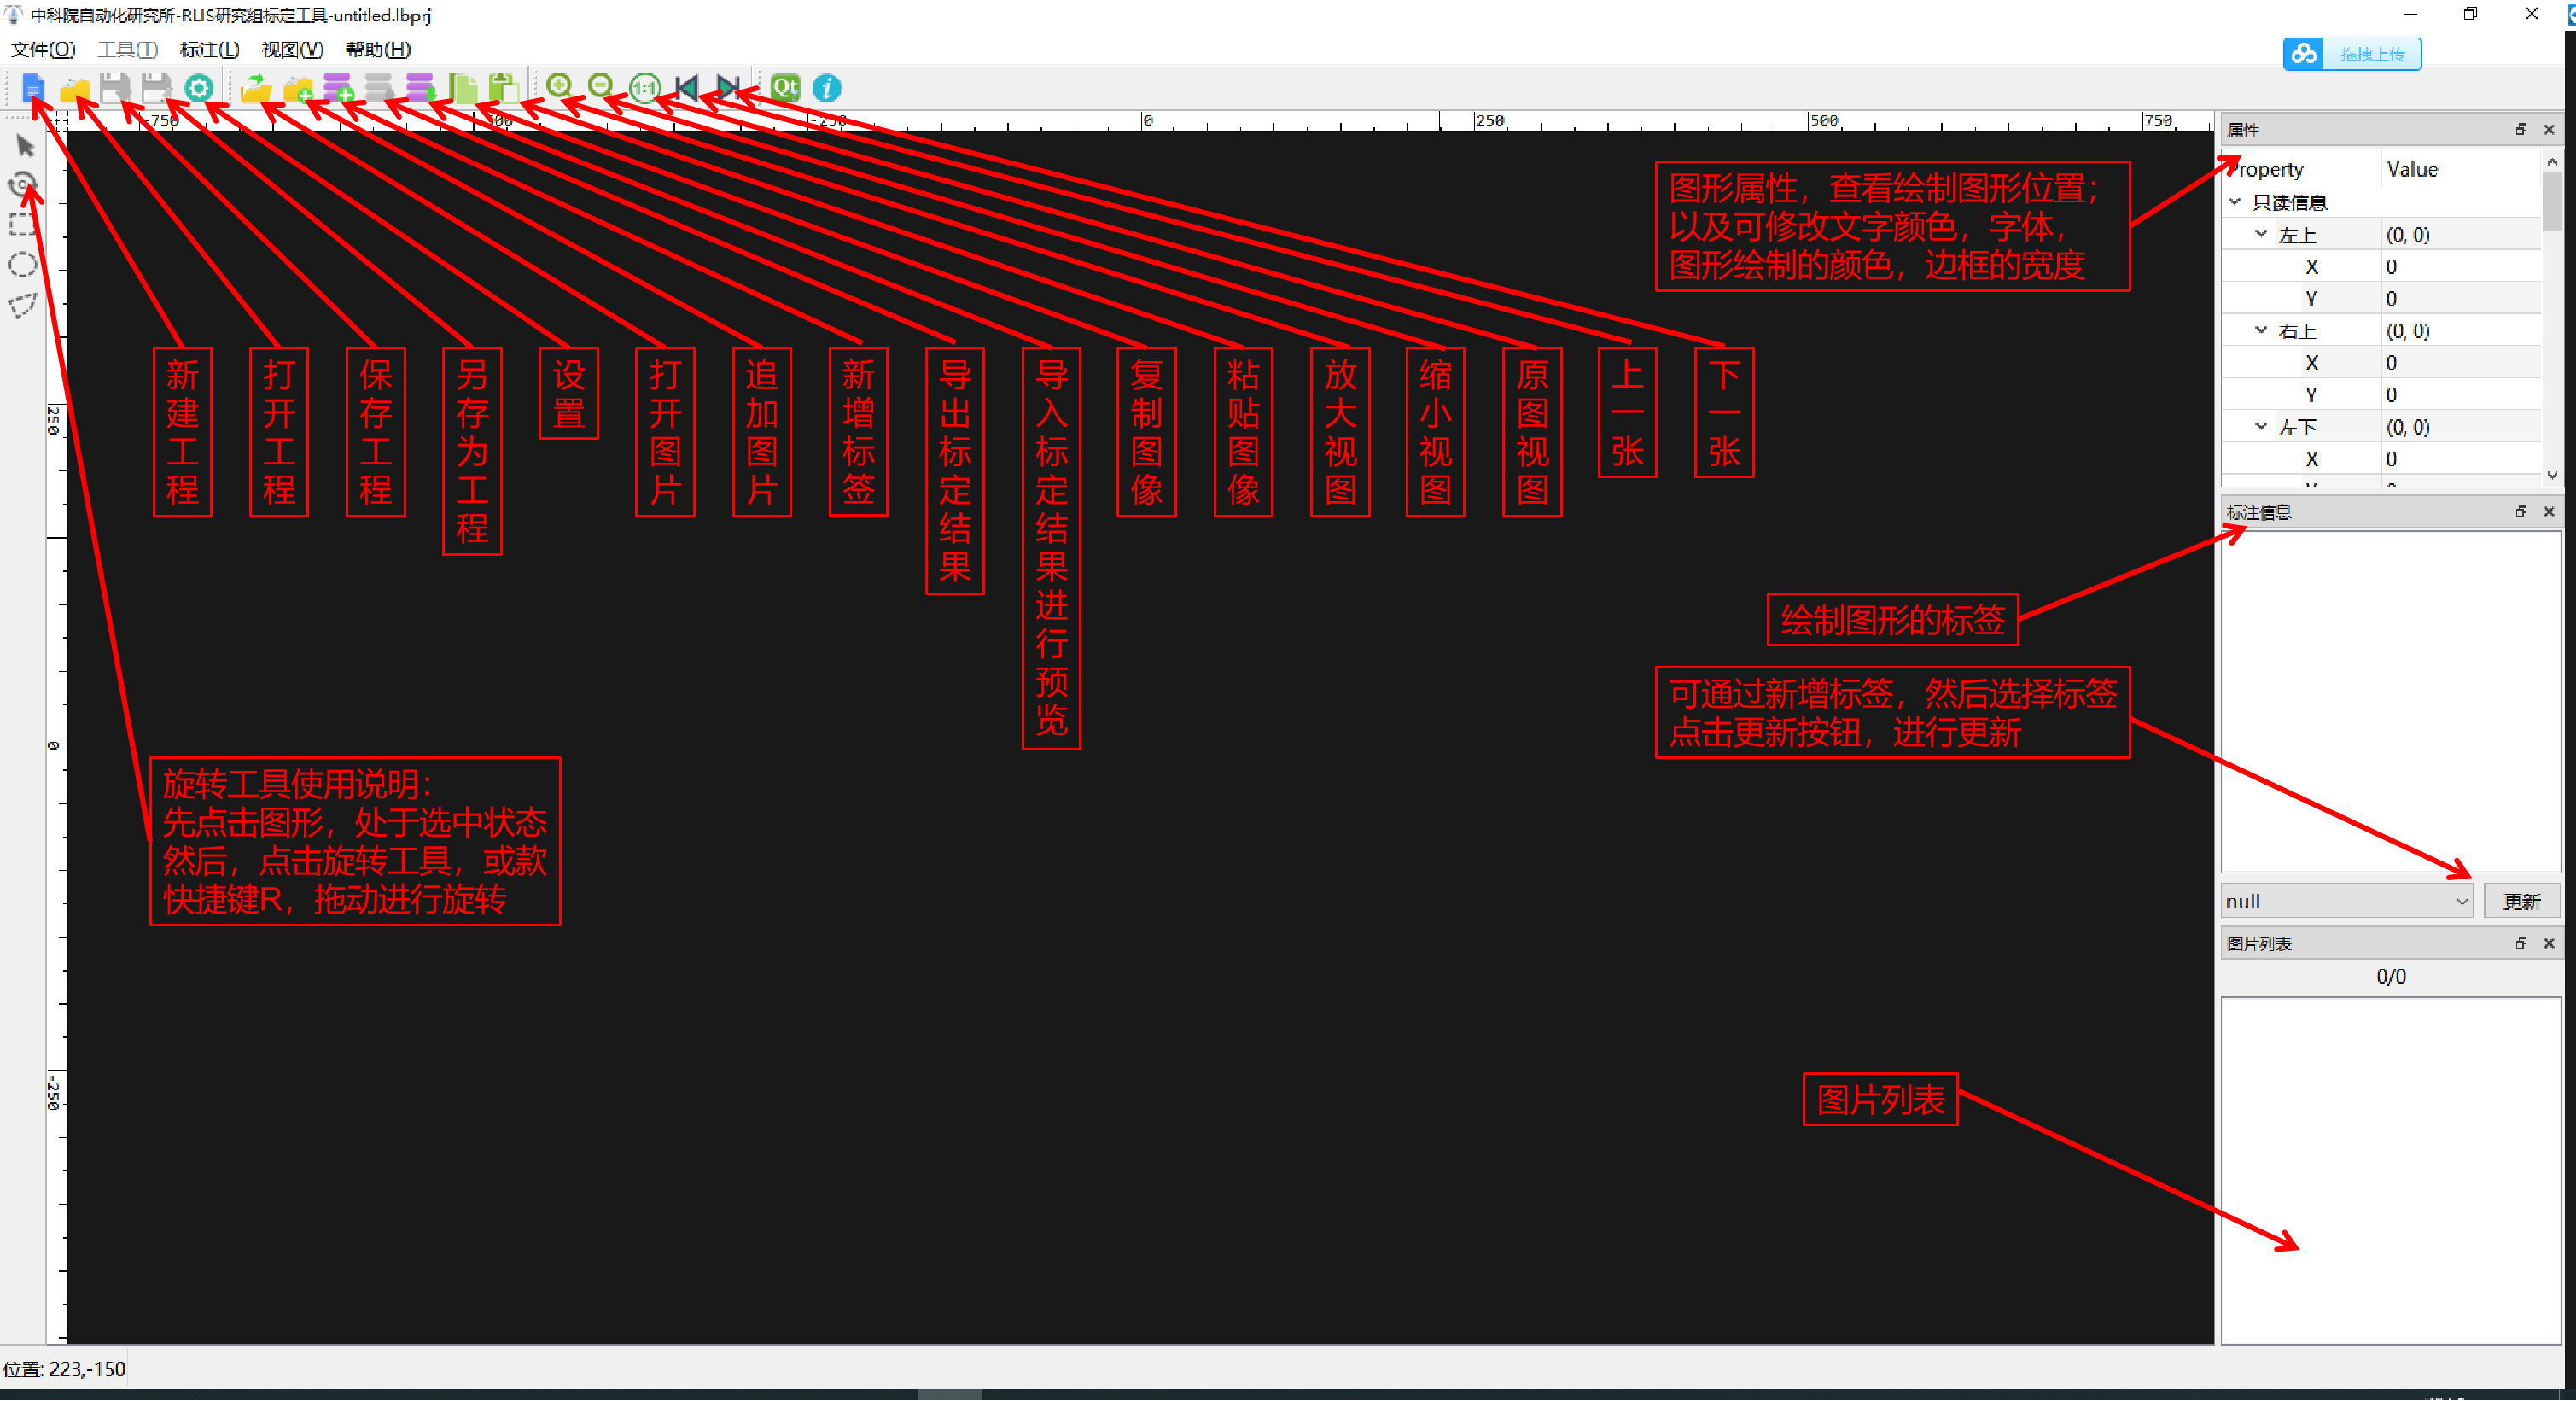 中科院自动化研究所-RLIS研究组标定工具-untitled.lbprj
文件(O) 工具(T) 标注(L) 视图(V) 帮助(H)
拖拽上传
1:1 Qt i
-750
-250
0
250
500
750
250
0
-250
新建工程
打开工程
保存工程
另存为工程
设置
打开图片
追加图片
新增标签
导出标定结果
导入标定结果进行预览
复制图像
粘贴图像
放大视图
缩小视图
原图视图
上一张
下一张
旋转工具使用说明：
先点击图形，处于选中状态
然后，点击旋转工具，或款
快捷键R，拖动进行旋转
图形属性，查看绘制图形位置；
以及可修改文字颜色，字体，
图形绘制的颜色，边框的宽度
绘制图形的标签
可通过新增标签，然后选择标签
点击更新按钮，进行更新
图片列表
属性
Property Value
只读信息
左上 (0, 0)
X 0
Y 0
右上 (0, 0)
X 0
Y 0
左下 (0, 0)
X 0
标注信息
null 更新
图片列表
0/0
位置: 223,-150